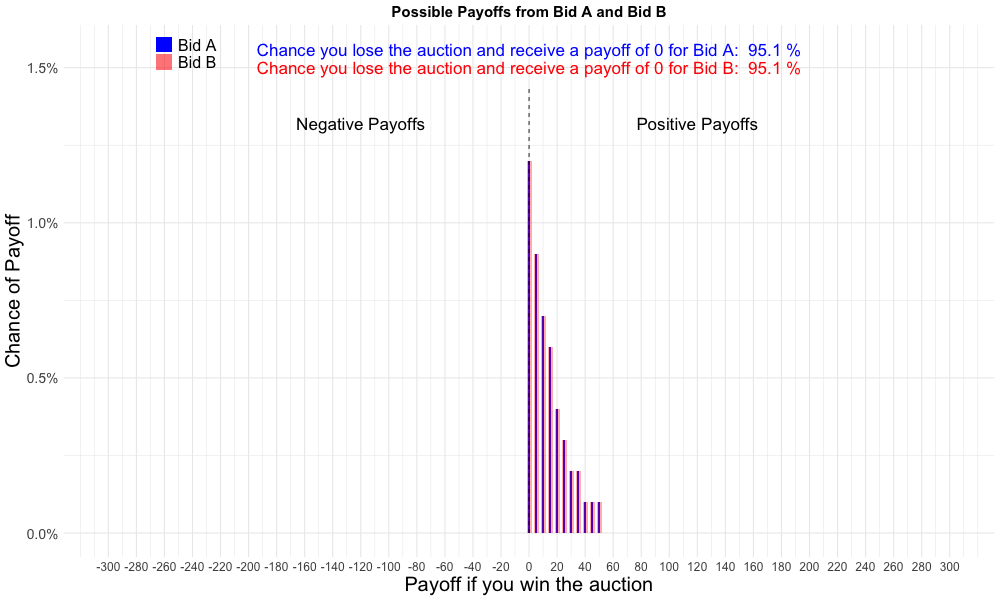 Possible Payoffs from Bid A and Bid B
Bid A
Bid B
Chance you lose the auction and receive a payoff of 0 for Bid A:  95.1 %
Chance you lose the auction and receive a payoff of 0 for Bid B:  95.1 %
Negative Payoffs
Positive Payoffs
Chance of Payoff
1.5%
1.0%
0.5%
0.0%
-300 -280 -260 -240 -220 -200 -180 -160 -140 -120 -100 -80 -60 -40 -20 0 20 40 60 80 100 120 140 160 180 200 220 240 260 280 300
Payoff if you win the auction